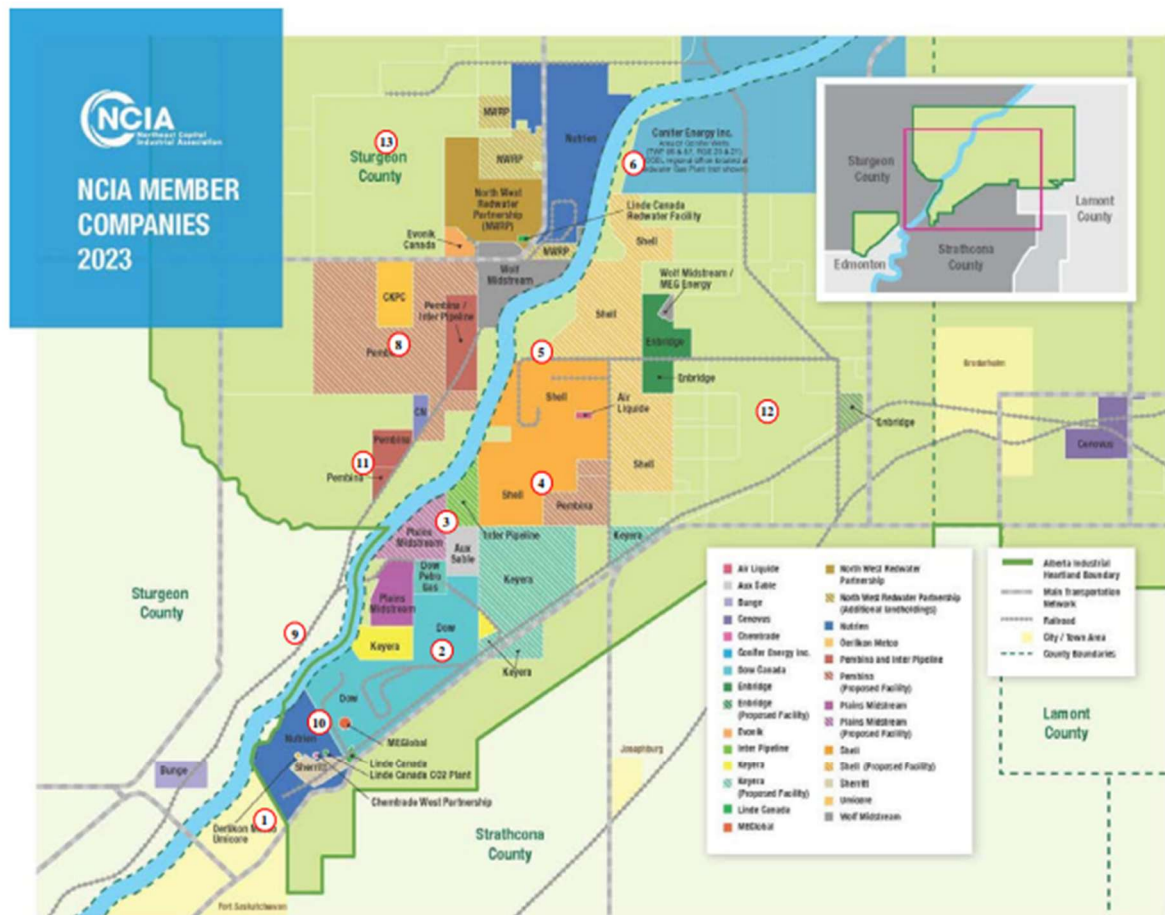 NCIA
Northeast Capital
Industrial Association
NCIA MEMBER
COMPANIES
2023
13
Sturgeon
County
NWRP
NWRP
Nutrien
North West
Redwater
Partnership
(NWRP)
Evonik
Canada
NWRP
Linde Canada
Redwater Facility
6
Conifer Energy Inc.
Sturgeon
County
Edmonton
Strathcona
County
Lamont
County
Wolf
Midstream
Shell
Wolf Midstream /
MEG Energy
CKPC
Pembina /
Inter Pipeline
8
Shell
Enbridge
5
Enbridge
Shell
Air
Liquide
12
Enbridge
Bruderheim
Cenovus
CN
Pembina
11
Pembina
4
Shell
Shell
Pembina
3
Plains
Midstream
Inter Pipeline
Aux
Sable
Keyera
Keyera
Dow
Petro
Gas
Plains
Midstream
Sturgeon
County
9
Keyera
Dow
2
Keyera
Dow
10
Nutrien
MEGlobal
Sherritt
Linde Canada
Linde Canada CO2 Plant
Chemtrade West Partnership
Bunge
1
Umicore
Strathcona
County
Josephburg
Lamont
County
Fort Saskatchewan
Air Liquide
Aux Sable
Bunge
Cenovus
Chemtrade
Conifer Energy Inc.
Dow Canada
Enbridge
Enbridge
(Proposed Facility)
Evonik
Inter Pipeline
Keyera
Keyera
(Proposed Facility)
Linde Canada
MEGlobal
North West Redwater
Partnership
North West Redwater Partnership
(Additional landholdings)
Nutrien
Oerlikon Metco
Pembina and Inter Pipeline
Pembina
(Proposed Facility)
Plains Midstream
Plains Midstream
(Proposed Facility)
Shell
Shell (Proposed Facility)
Sherritt
Umicore
Wolf Midstream
Alberta Industrial
Heartland Boundary
Main Transportation
Network
Railroad
City / Town Area
County Boundaries